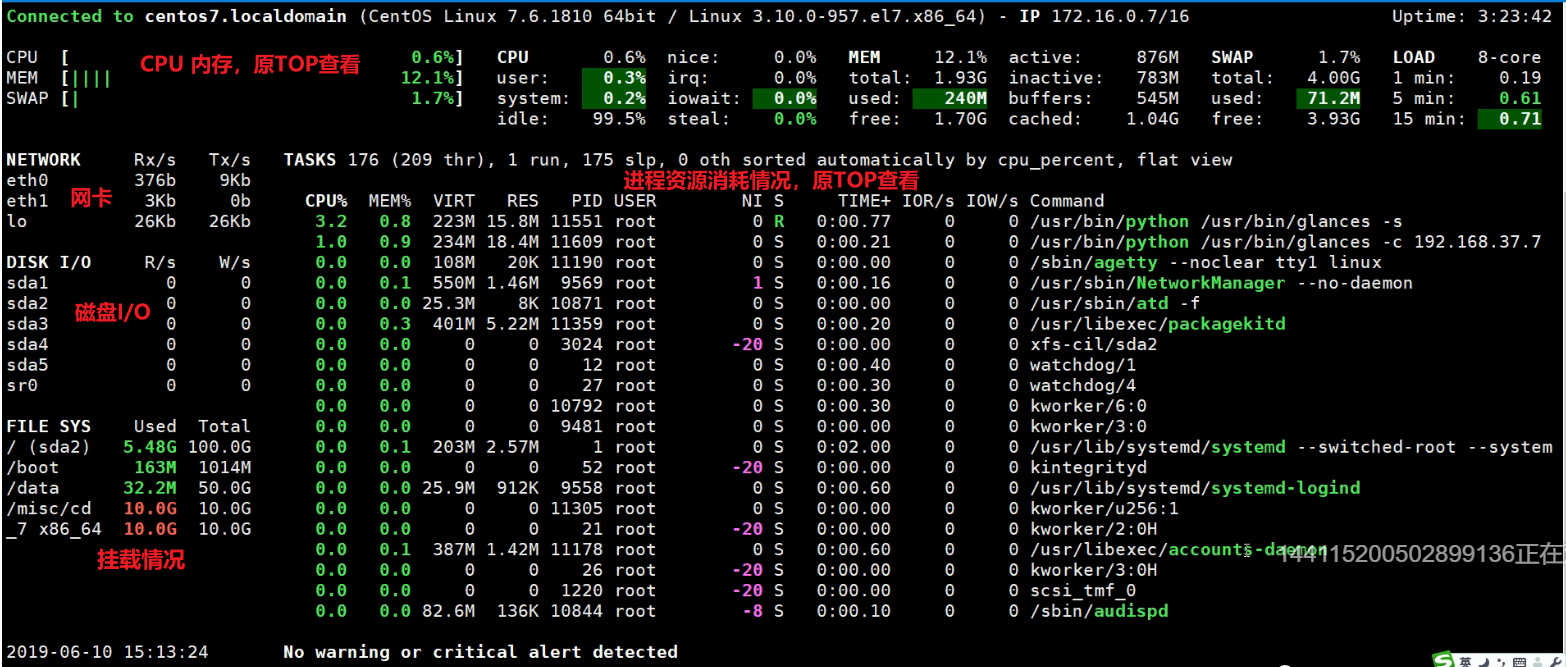 Connected to centos7.localdomain (CentOS Linux 7.6.1810 64bit / Linux 3.10.0-957.el7.x86_64) - IP 172.16.0.7/16 Uptime: 3:23:42
CPU [ 0.6%] CPU 0.6% nice: 0.0% MEM 12.1% active: 876M SWAP 1.7% LOAD 8-core
CPU 内存，原TOP查看
MEM [|||| 12.1%] user: 0.3% irq: 0.0% total: 1.93G inactive: 783M total: 4.00G 1 min: 0.19
SWAP [| 1.7%] system: 0.2% iowait: 0.0% used: 240M buffers: 545M used: 71.2M 5 min: 0.61
idle: 99.5% steal: 0.0% free: 1.70G cached: 1.04G free: 3.93G 15 min: 0.71
NETWORK Rx/s Tx/s TASKS 176 (209 thr), 1 run, 175 slp, 0 oth sorted automatically by cpu_percent, flat view
eth0 376b 9Kb
进程资源消耗情况，原TOP查看
网卡
eth1 3Kb 0b CPU% MEM% VIRT RES PID USER NI S TIME+ IOR/s IOW/s Command
lo 26Kb 26Kb 3.2 0.8 223M 15.8M 11551 root 0 R 0:00.77 0 0 /usr/bin/python /usr/bin/glances -s
1.0 0.9 234M 18.4M 11609 root 0 S 0:00.21 0 0 /usr/bin/python /usr/bin/glances -c 192.168.37.7
DISK I/O R/s W/s 0.0 0.0 108M 20K 11190 root 0 S 0:00.00 0 0 /sbin/agetty --noclear tty1 linux
sda1 0 0 0.0 0.1 550M 1.46M 9569 root 1 S 0:00.16 0 0 /usr/sbin/NetworkManager --no-daemon
sda2 0 0 0.0 0.0 25.3M 8K 10871 root 0 S 0:00.00 0 0 /usr/sbin/atd -f
磁盘I/O
sda3 0 0 0.0 0.3 401M 5.22M 11359 root 0 S 0:00.20 0 0 /usr/libexec/packagekitd
sda4 0 0 0.0 0.0 0 0 3024 root -20 S 0:00.00 0 0 xfs-cil/sda2
sda5 0 0 0.0 0.0 0 0 12 root 0 S 0:00.40 0 0 watchdog/1
sr0 0 0 0.0 0.0 0 0 27 root 0 S 0:00.30 0 0 watchdog/4
0.0 0.0 0 0 10792 root 0 S 0:00.30 0 0 kworker/6:0
FILE SYS Used Total 0.0 0.0 0 0 9481 root 0 S 0:00.00 0 0 kworker/3:0
/ (sda2) 5.48G 100.0G 0.0 0.1 203M 2.57M 1 root 0 S 0:02.00 0 0 /usr/lib/systemd/systemd --switched-root --system
/boot 163M 1014M 0.0 0.0 0 0 52 root -20 S 0:00.00 0 0 kintegrityd
/data 32.2M 50.0G 0.0 0.0 25.9M 912K 9558 root 0 S 0:00.60 0 0 /usr/lib/systemd/systemd-logind
/misc/cd 10.0G 10.0G 0.0 0.0 0 0 11305 root 0 S 0:00.00 0 0 kworker/u256:1
_7 x86_64 10.0G 10.0G 0.0 0.0 0 0 21 root -20 S 0:00.00 0 0 kworker/2:0H
挂载情况
0.0 0.1 387M 1.42M 11178 root 0 S 0:00.60 0 0 /usr/libexec/accounts-daemon
144115200502899136正在
0.0 0.0 0 0 26 root -20 S 0:00.00 0 0 kworker/3:0H
0.0 0.0 0 0 1220 root -20 S 0:00.00 0 0 scsi_tmf_0
0.0 0.0 82.6M 136K 10844 root -8 S 0:00.10 0 0 /sbin/audispd
2019-06-10 15:13:24 No warning or critical alert detected
英